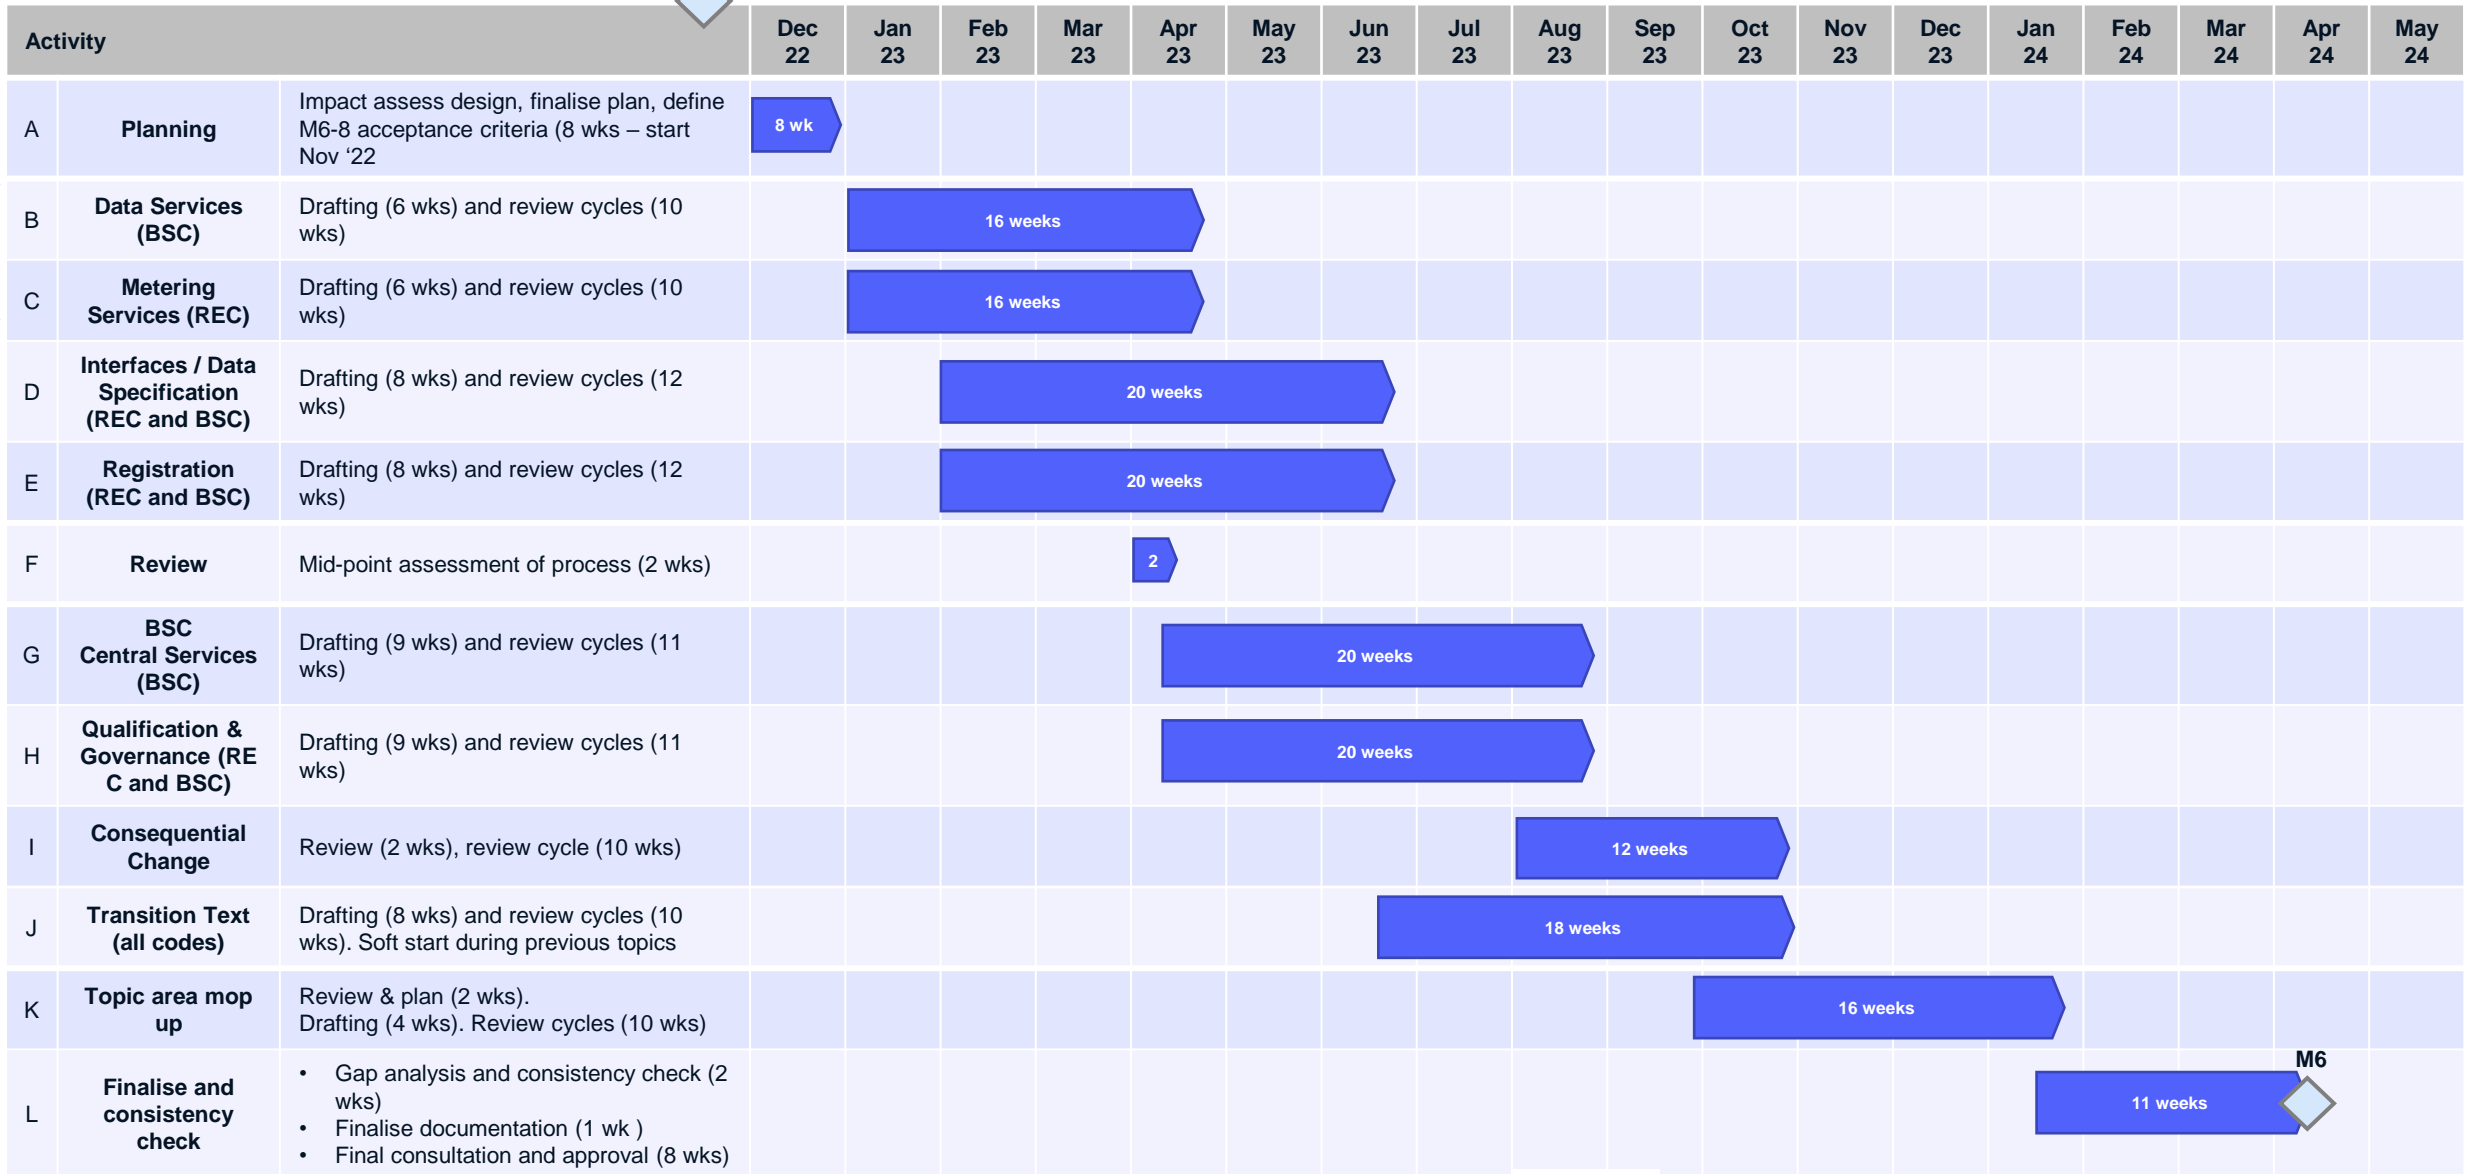 Activity
Dec 22
Jan 23
Feb 23
Mar 23
Apr 23
May 23
Jun 23
Jul 23
Aug 23
Sep 23
Oct 23
Nov 23
Dec 23
Jan 24
Feb 24
Mar 24
Apr 24
May 24
A
Planning
Impact assess design, finalise plan, define
M6-8 acceptance criteria (8 wks – start
Nov ‘22
8 wk
B
Data Services
(BSC)
Drafting (6 wks) and review cycles (10
wks)
16 weeks
C
Metering
Services (REC)
Drafting (6 wks) and review cycles (10
wks)
16 weeks
D
Interfaces / Data
Specification
(REC and BSC)
Drafting (8 wks) and review cycles (12
wks)
20 weeks
E
Registration
(REC and BSC)
Drafting (8 wks) and review cycles (12
wks)
20 weeks
F
Review
Mid-point assessment of process (2 wks)
2
G
BSC
Central Services
(BSC)
Drafting (9 wks) and review cycles (11
wks)
20 weeks
H
Qualification &
Governance (RE
C and BSC)
Drafting (9 wks) and review cycles (11
wks)
20 weeks
I
Consequential
Change
Review (2 wks), review cycle (10 wks)
12 weeks
J
Transition Text
(all codes)
Drafting (8 wks) and review cycles (10
wks). Soft start during previous topics
18 weeks
K
Topic area mop
up
Review & plan (2 wks).
Drafting (4 wks). Review cycles (10 wks)
16 weeks
L
Finalise and
consistency
check
• Gap analysis and consistency check (2
wks)
• Finalise documentation (1 wk )
• Final consultation and approval (8 wks)
11 weeks
M6